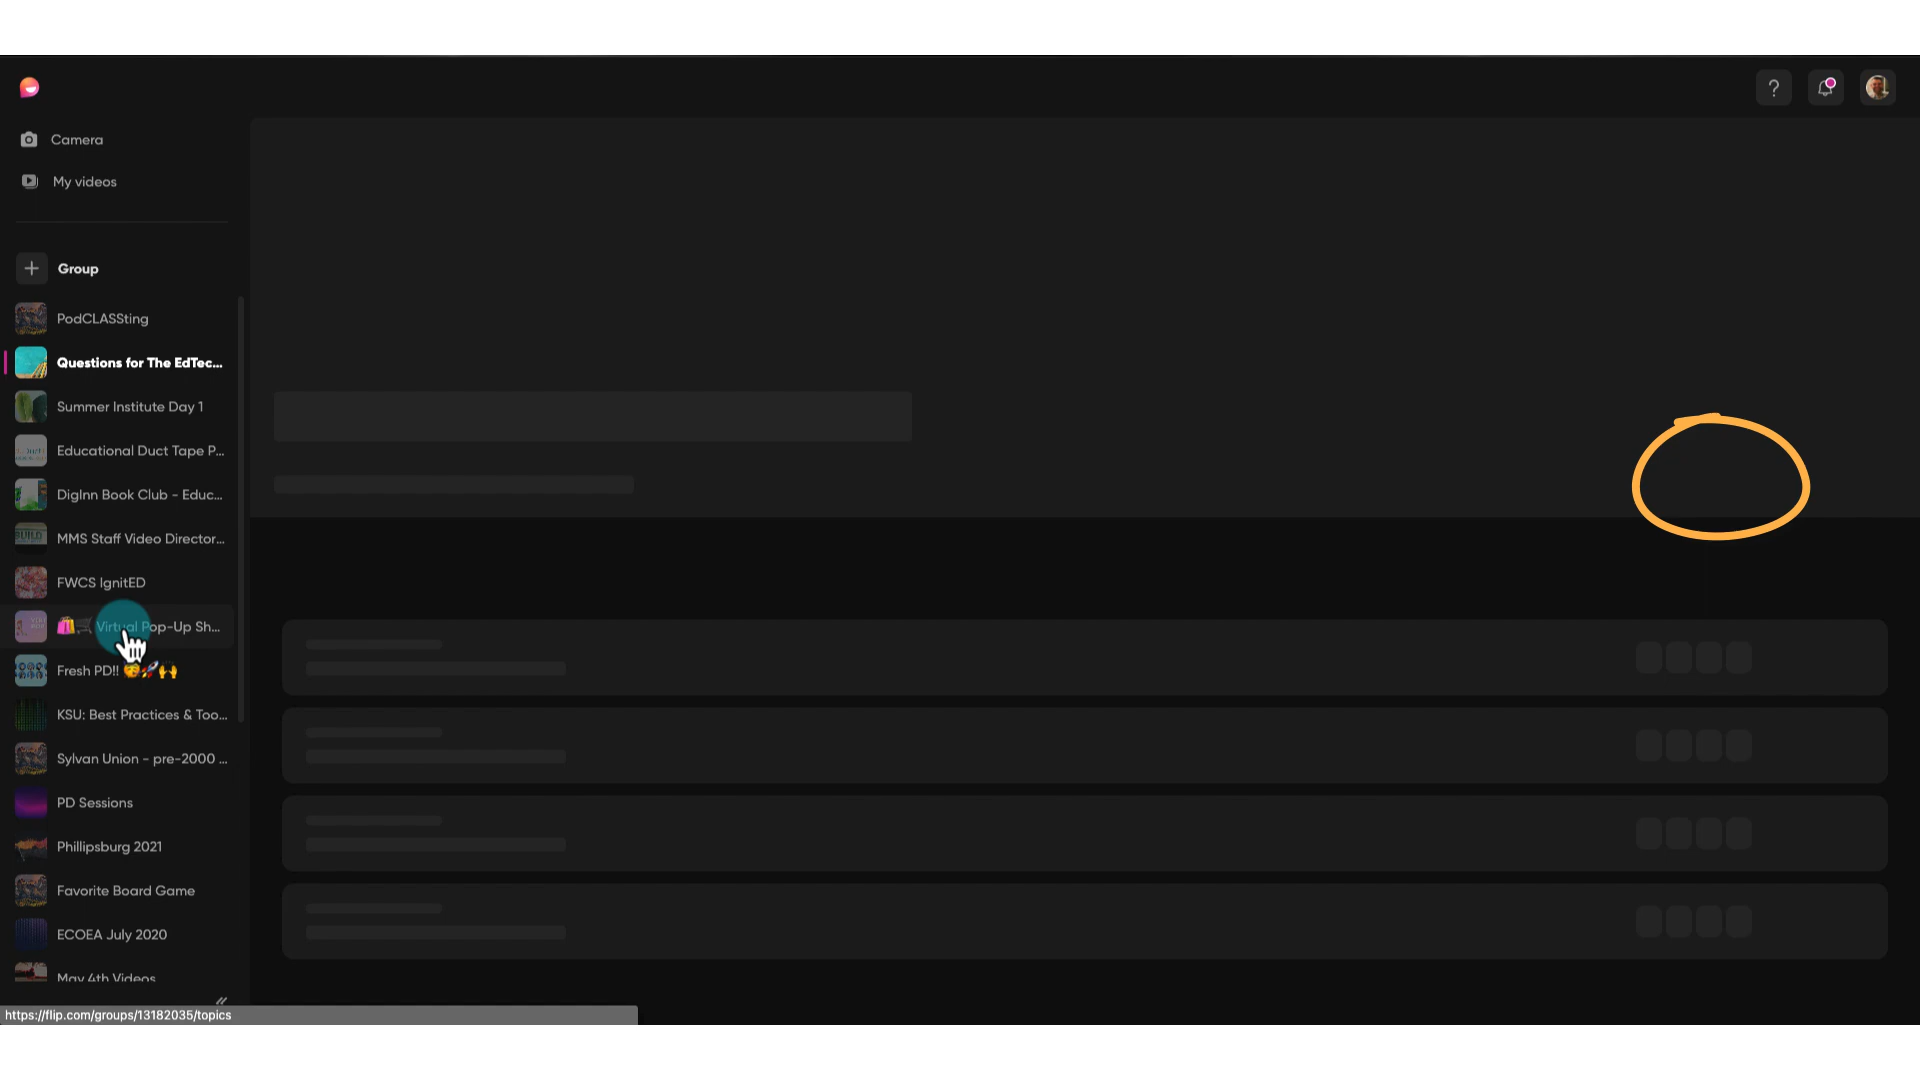 ?
Camera
My videos
+ Group
PodCLASSting
Questions for The EdTec...
Summer Institute Day 1
Educational Duct Tape P...
DigInn Book Club - Educ...
MMS Staff Video Director...
FWCS IgnitED
🛍️🛒 Virtual Pop-Up Sh...
Fresh PD!! 🤯🚀🙌
KSU: Best Practices & Too...
Sylvan Union - pre-2000 ...
PD Sessions
Phillipsburg 2021
Favorite Board Game
ECOEA July 2020
May 4th Videos
https://flip.com/groups/13182035/topics